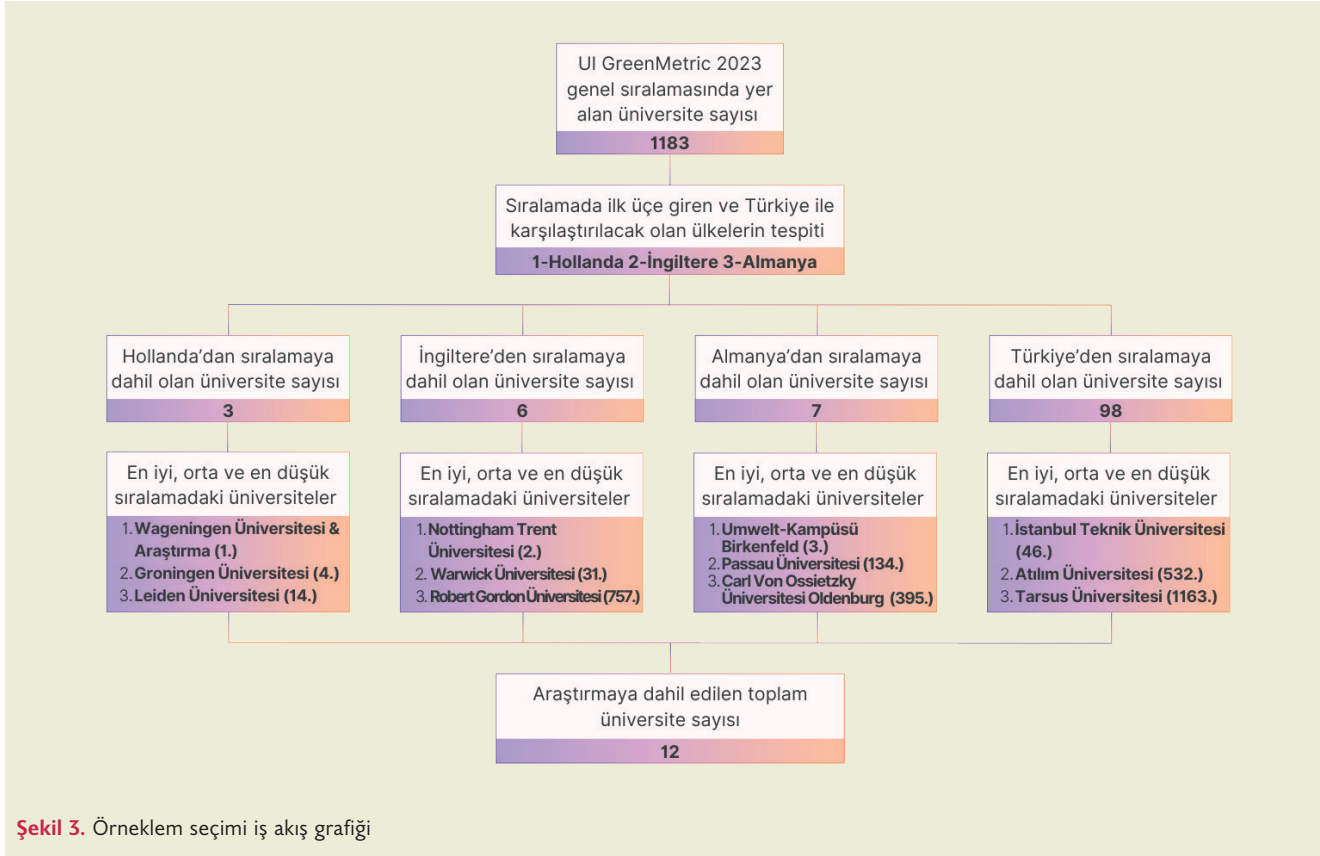 UI GreenMetric 2023
genel sıralamasında yer
alan üniversite sayısı
1183
Sıralamada ilk üçe giren ve Türkiye ile
karşılaştırılacak olan ülkelerin tespiti
1-Hollanda 2-İngiltere 3-Almanya
Hollanda’dan sıralamaya
dahil olan üniversite sayısı
3
İngiltere’den sıralamaya
dahil olan üniversite sayısı
6
Almanya’dan sıralamaya
dahil olan üniversite sayısı
7
Türkiye’den sıralamaya
dahil olan üniversite sayısı
98
En iyi, orta ve en düşük
sıralamadaki üniversiteler
1. Wageningen Üniversitesi &
Araştırma (1.)
2. Groningen Üniversitesi (4.)
3. Leiden Üniversitesi (14.)
En iyi, orta ve en düşük
sıralamadaki üniversiteler
1. Nottingham Trent
Üniversitesi (2.)
2. Warwick Üniversitesi (31.)
3. Robert Gordon Üniversitesi (757.)
En iyi, orta ve en düşük
sıralamadaki üniversiteler
1. Umwelt-Kampüsü
Birkenfeld (3.)
2. Passau Üniversitesi (134.)
3. Carl Von Ossietzky
Üniversitesi Oldenburg (395.)
En iyi, orta ve en düşük
sıralamadaki üniversiteler
1. İstanbul Teknik Üniversitesi
(46.)
2. Atılım Üniversitesi (532.)
3. Tarsus Üniversitesi (1163.)
Araştırmaya dahil edilen toplam
üniversite sayısı
12
Şekil 3. Örneklem seçimi iş akış grafiği